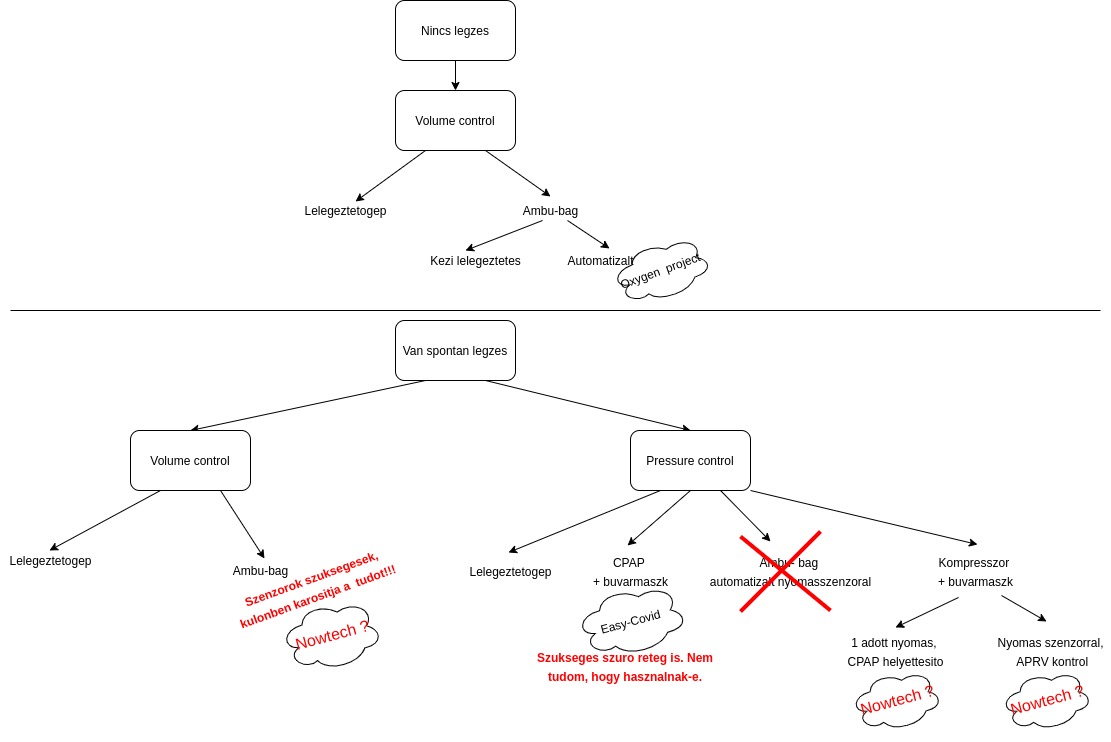 Nincs legzes
Volume control
Lelegeztetogep
Ambu-bag
Kezi lelegeztetes
Automatizalt
Oxygen project
Van spontan legzes
Volume control
Pressure control
Lelegeztetogep
Ambu-bag
Szenzorok szuksegesek,
kulonben karositja a tudot!!!
Nowtech ?
Lelegeztetogep
CPAP
+ buvarmaszk
Easy-Covid
Szukseges szuro reteg is. Nem
tudom, hogy hasznalnak-e.
Ambu- bag
automatizalt nyomasszenzoral
Kompresszor
+ buvarmaszk
1 adott nyomas,
CPAP helyettesito
Nowtech ?
Nyomas szenzorral,
APRV kontrol
Nowtech ?